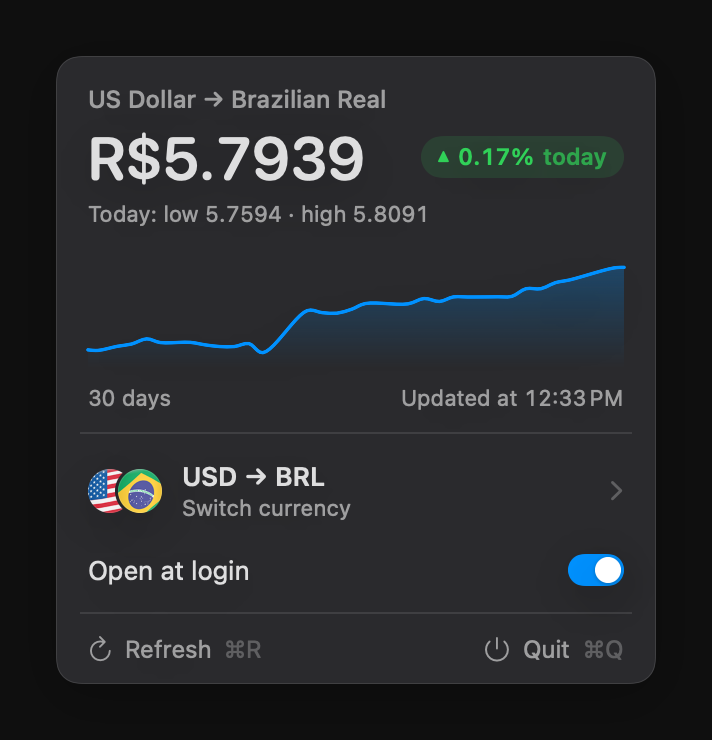 US Dollar → Brazilian Real
R$5.7939
▲ 0.17% today
Today: low 5.7594 · high 5.8091
30 days
Updated at 12:33 PM
USD → BRL
Switch currency
Open at login
Refresh ⌘R
Quit ⌘Q